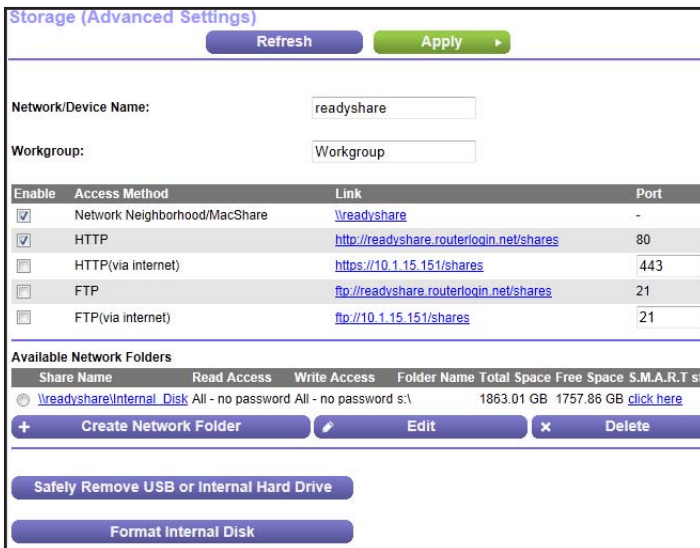 Storage (Advanced Settings)
Refresh Apply
Network/Device Name: readyshare
Workgroup: Workgroup
Enable Access Method Link Port
Network Neighborhood/MacShare \\readyshare -
HTTP http://readyshare.routerlogin.net/shares 80
HTTP(via internet) https://10.1.15.151/shares 443
FTP ftp://readyshare.routerlogin.net/shares 21
FTP(via internet) ftp://10.1.15.151/shares 21
Available Network Folders
Share Name Read Access Write Access Folder Name Total Space Free Space S.M.A.R.T st
\\readyshare\Internal_Disk All - no password All - no password s:\ 1863.01 GB 1757.86 GB click here
Create Network Folder Edit Delete
Safely Remove USB or Internal Hard Drive
Format Internal Disk